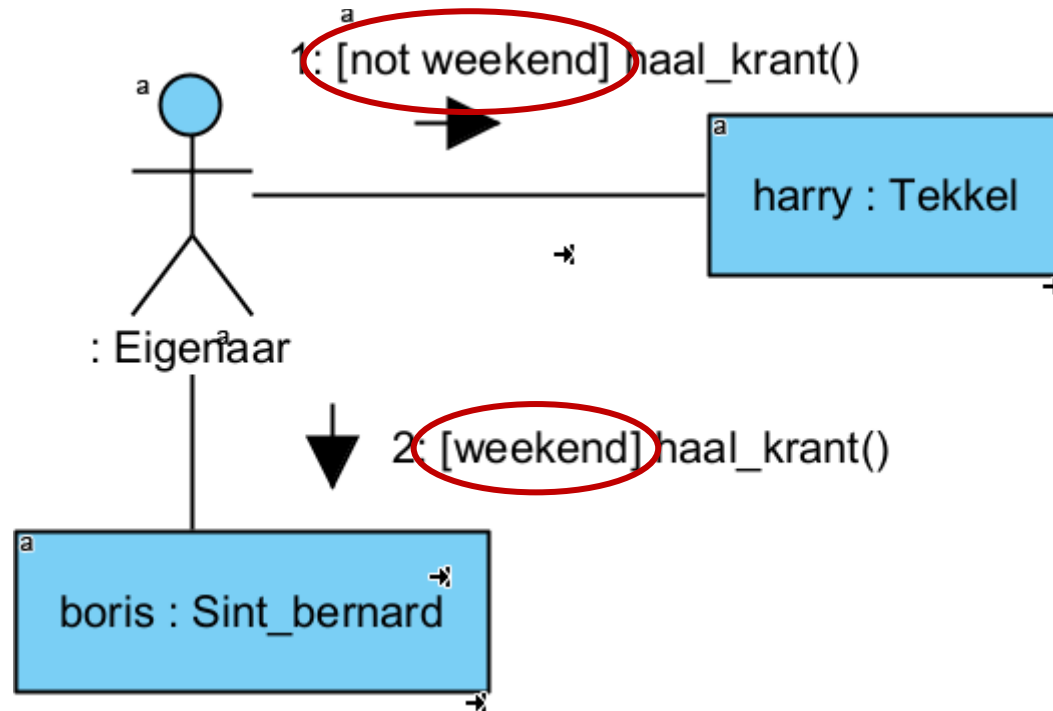 a
1: [not weekend] haal_krant()
a
a
harry : Tekkel
a
: Eigenaar
2: [weekend] haal_krant()
a
boris : Sint_bernard